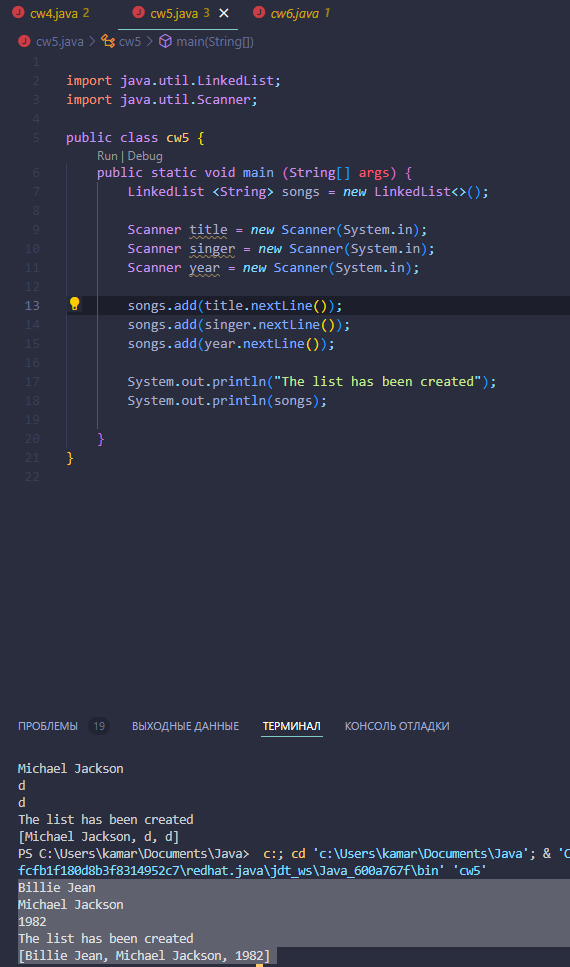 cw4.java 2 cw5.java 3 × cw6.java 1
cw5.java > cw5 > main(String[])
1
2 import java.util.LinkedList;
3 import java.util.Scanner;
4
5 public class cw5 {
Run | Debug
6 public static void main (String[] args) {
7 LinkedList <String> songs = new LinkedList<>();
8
9 Scanner title = new Scanner(System.in);
10 Scanner singer = new Scanner(System.in);
11 Scanner year = new Scanner(System.in);
12
13 songs.add(title.nextLine());
14 songs.add(singer.nextLine());
15 songs.add(year.nextLine());
16
17 System.out.println("The list has been created");
18 System.out.println(songs);
19
20 }
21 }
22
ПРОБЛЕМЫ 19 ВЫХОДНЫЕ ДАННЫЕ ТЕРМИНАЛ КОНСОЛЬ ОТЛАДКИ
Michael Jackson
d
d
The list has been created
[Michael Jackson, d, d]
PS C:\Users\kamar\Documents\Java> c:; cd 'c:\Users\kamar\Documents\Java'; & 'C
fcfb1f180d8b3f8314952c7\redhat.java\jdt_ws\Java_600a767f\bin' 'cw5'
Billie Jean
Michael Jackson
1982
The list has been created
[Billie Jean, Michael Jackson, 1982]